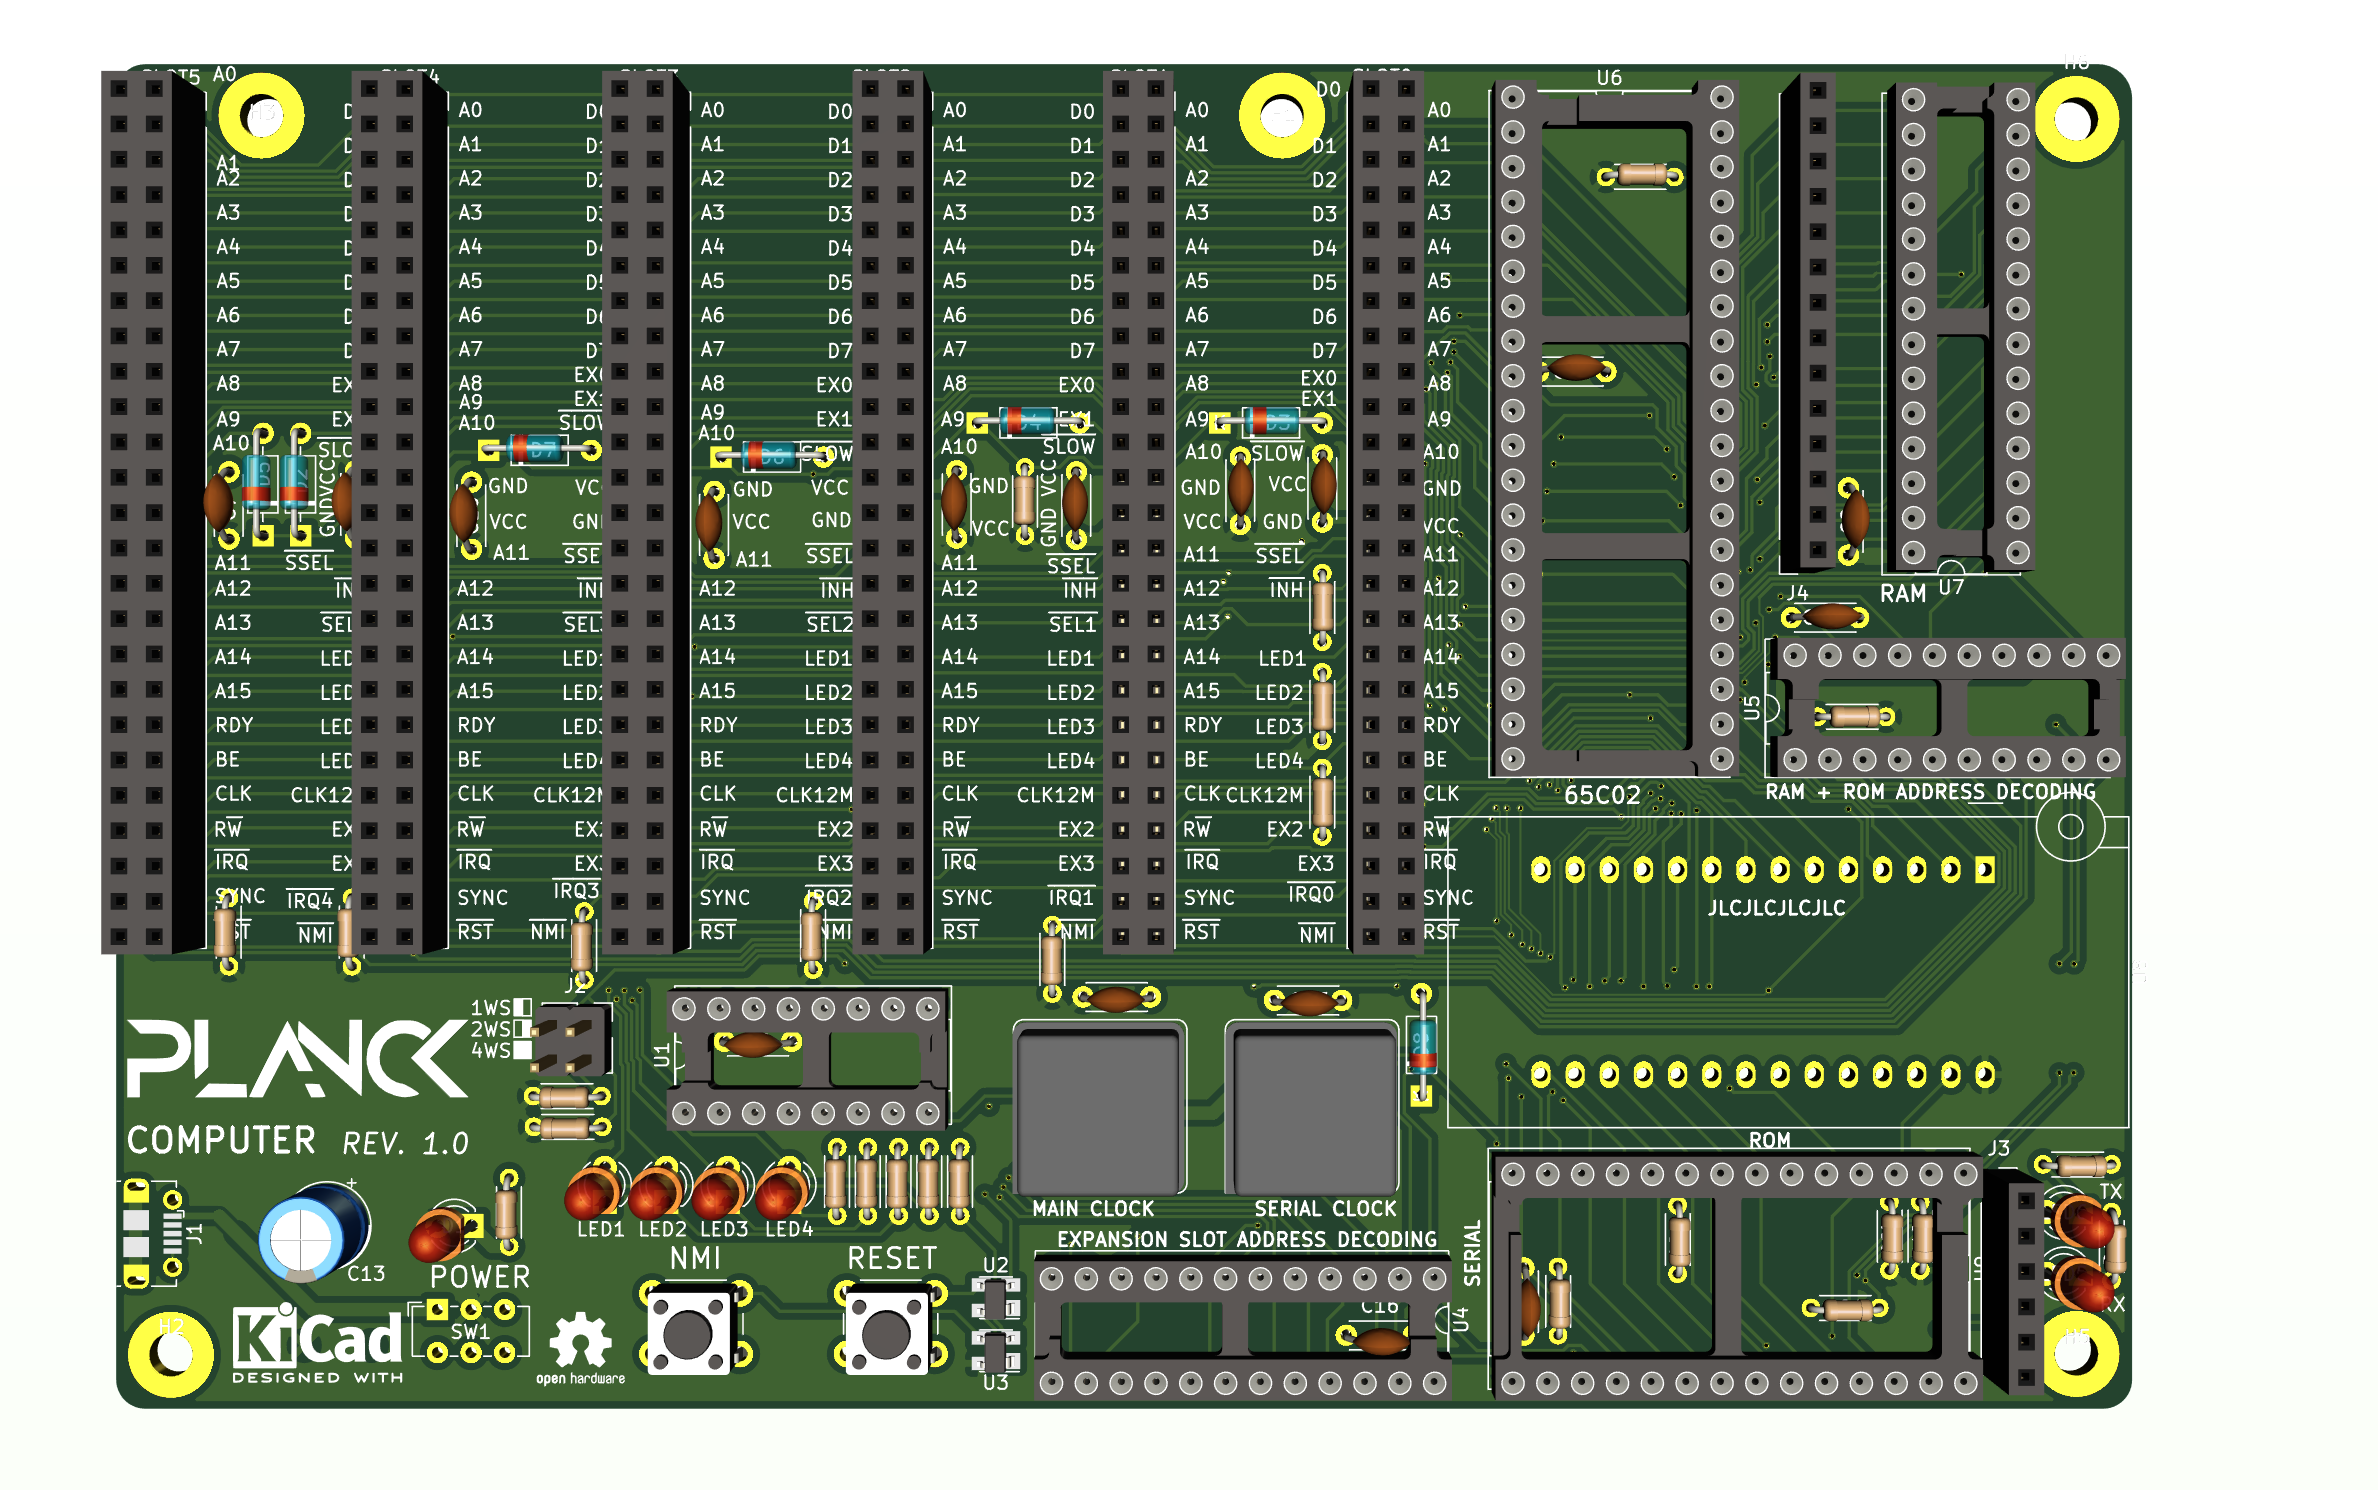 A0
D0
U6
A0
A0
D0
A0
D0
A0
D0
A0
A1
A1
A1
D1
A1
D1
A1
D1
A1
A2
A2
A2
D2
A2
D2
A2
D2
A2
A3
A3
A3
D3
A3
D3
A3
D3
A3
A4
A4
A4
D4
A4
D4
A4
D4
A4
A5
A5
A5
D5
A5
D5
A5
D5
A5
A6
A6
A6
D6
A6
D6
A6
D6
A6
A7
A7
A7
D7
A7
D7
A7
D7
A7
A8
A8
A8
EX0
A8
EX0
A8
EX0
A8
A9
A9
A9
EX1
A9
EX1
A9
EX1
A9
A10
A10
D7
A10
D6
SLOW
A10
D4
SLOW
A10
D3
SLOW
A10
GND
VCC
GND
VCC
A11
GND
VCC
A11
VCC
GND
GND
VCC
GND
VCC
GND
VCC
VCC
GND
GND
VCC
A11
SSEL
SSEL
A11
SSEL
A11
SSEL
A11
A12
A12
A12
INH
A12
INH
A12
INH
A12
A13
A13
A13
SEL2
A13
SEL1
A13
A13
A14
A14
A14
LED1
A14
LED1
A14
LED1
A14
A15
A15
LED2
A15
LED2
A15
LED2
A15
LED2
A15
RDY
RDY
LED3
RDY
LED3
RDY
LED3
RDY
LED3
RDY
BE
BE
BE
LED4
BE
LED4
BE
LED4
BE
CLK
CLK12
CLK
CLK12M
CLK
CLK12M
CLK
CLK12M
CLK
CLK12M
CLK
RW
RW
RW
EX2
RW
EX2
RW
EX2
RW
IRQ
IRQ
EX3
IRQ
EX3
IRQ
EX3
IRQ
EX3
IRQ
SYNC
IRQ4
SYNC
IRQ3
SYNC
IRQ2
SYNC
IRQ1
SYNC
IRQ0
SYNC
NMI
RST
NMI
RST
NMI
RST
NMI
RST
NMI
RST
J4
RAM
U7
U5
65C02
RAM + ROM ADDRESS DECODING
JLCJLCJLCJLC
ROM
J2
1WS
2WS
4WS
U1
PLANCK
COMPUTER REV. 1.0
MAIN CLOCK
SERIAL CLOCK
EXPANSION SLOT ADDRESS DECODING
SERIAL
J3
TX
RX
J1
+
C13
POWER
LED1
LED2
LED3
LED4
NMI
RESET
U2
U3
U4
C16
SW1
H2
KiCad
DESIGNED WITH
open hardware